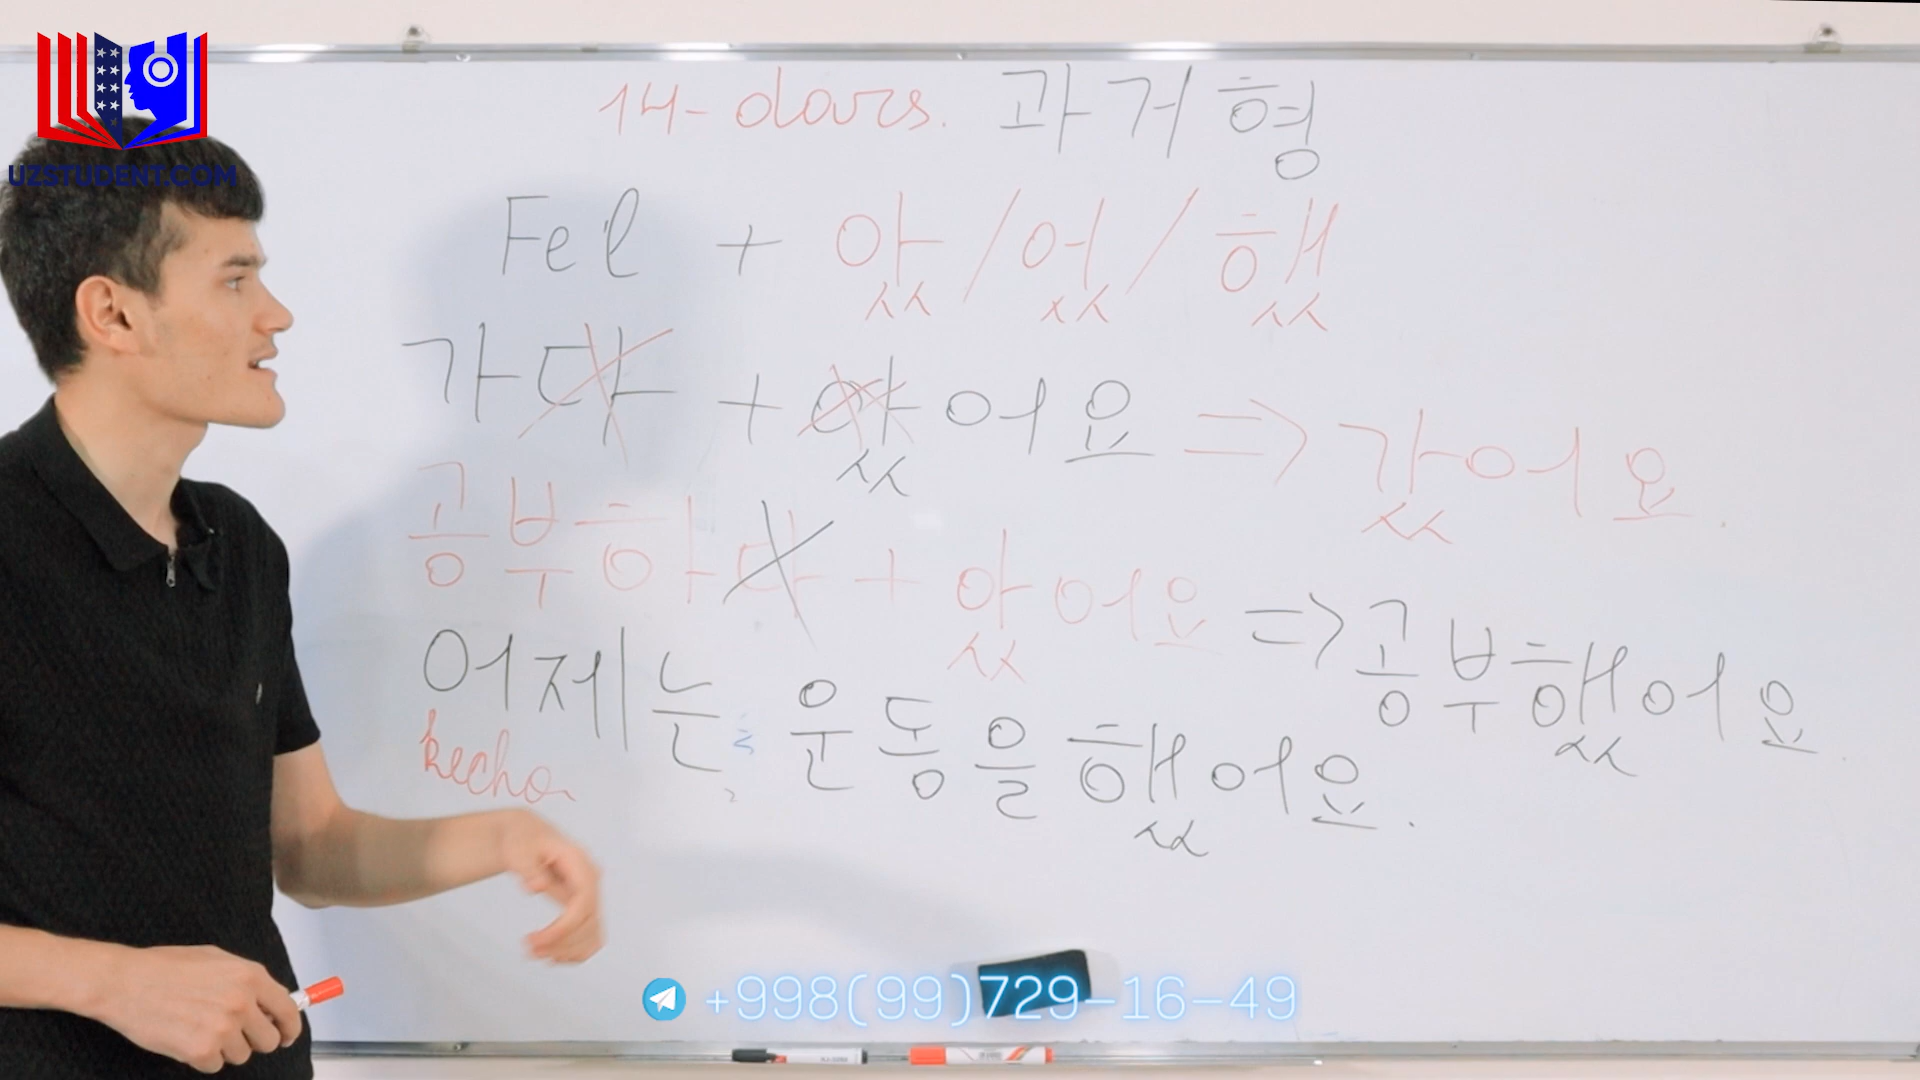 UZSTUDENT.COM
14-dars. 과거형
Fe'l + 았/었/했
가다 + 았어요 => 갔어요.
공부하다 + 았어요 => 공부했어요.
어제는 운동을 했어요.
kecha
+998(99)729-16-49